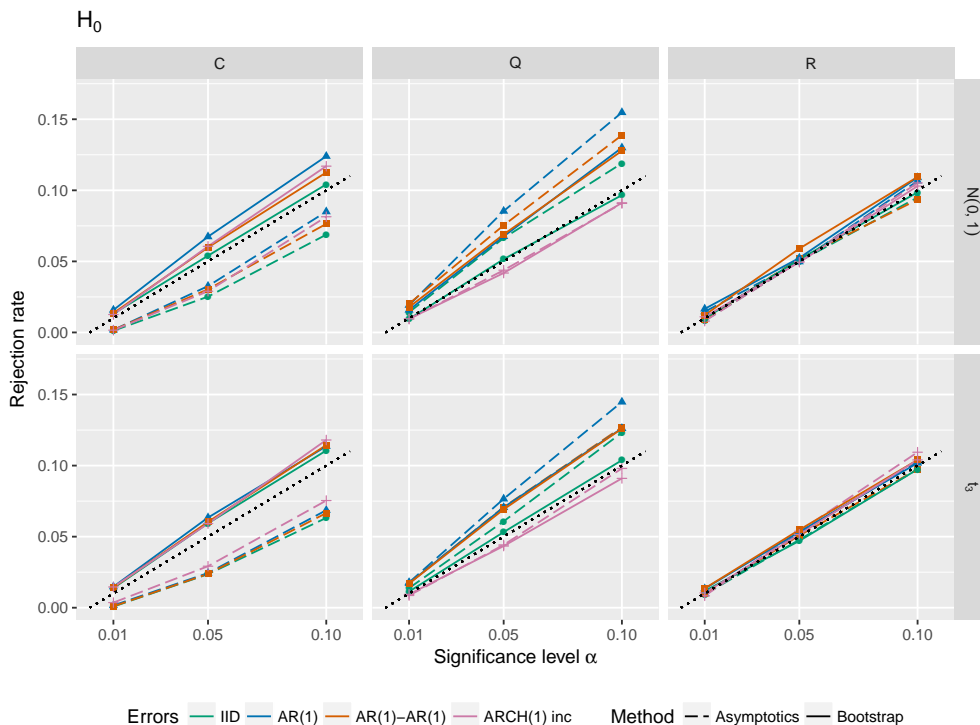 H0
C Q R
0.15
0.10
0.05
0.00
N(0, 1)
0.15
0.10
0.05
0.00
t3
Rejection rate
0.01 0.05 0.10 0.01 0.05 0.10 0.01 0.05 0.10
Significance level α
Errors IID AR(1) AR(1)−AR(1) ARCH(1) inc Method Asymptotics Bootstrap